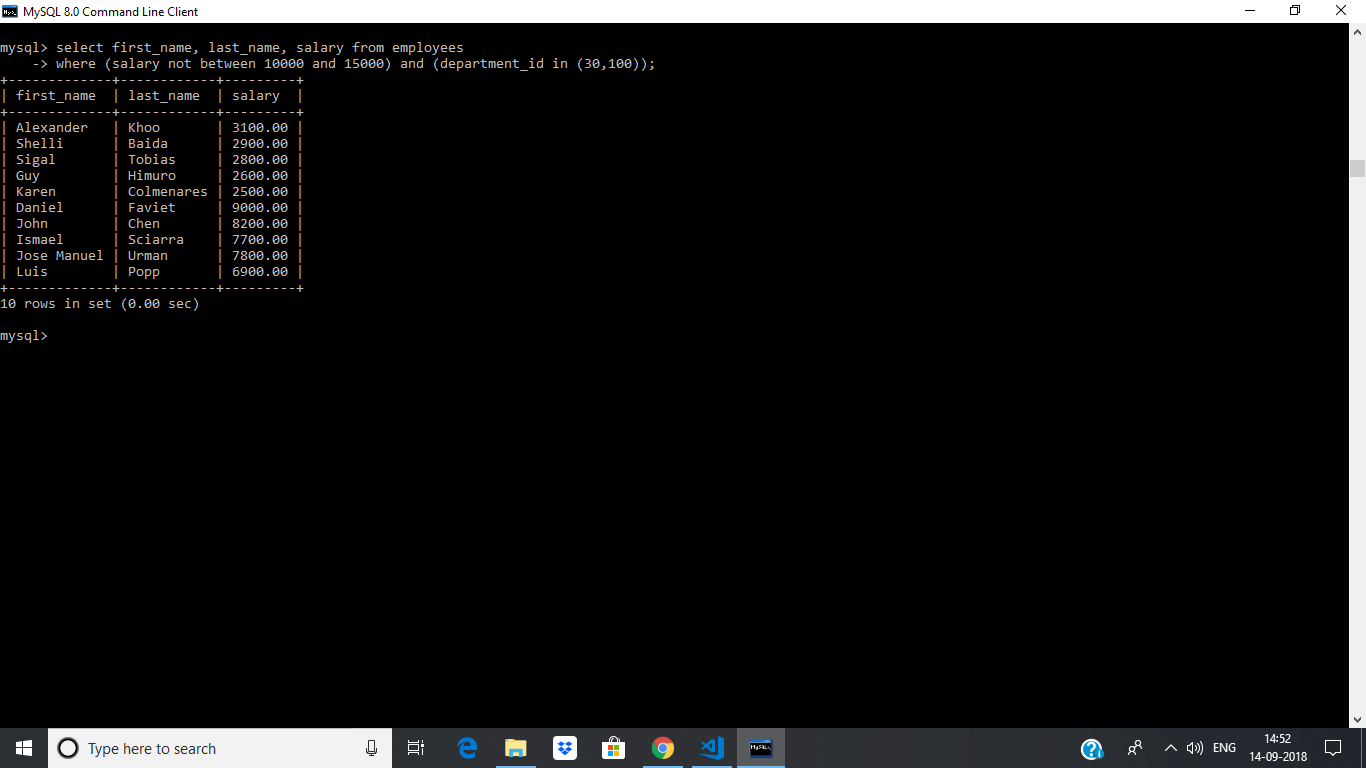 MySQL 8.0 Command Line Client
mysql> select first_name, last_name, salary from employees
    -> where (salary not between 10000 and 15000) and (department_id in (30,100));
+-------------+------------+---------+
| first_name  | last_name  | salary  |
+-------------+------------+---------+
| Alexander   | Khoo       | 3100.00 |
| Shelli      | Baida      | 2900.00 |
| Sigal       | Tobias     | 2800.00 |
| Guy         | Himuro     | 2600.00 |
| Karen       | Colmenares | 2500.00 |
| Daniel      | Faviet     | 9000.00 |
| John        | Chen       | 8200.00 |
| Ismael      | Sciarra    | 7700.00 |
| Jose Manuel | Urman      | 7800.00 |
| Luis        | Popp       | 6900.00 |
+-------------+------------+---------+
10 rows in set (0.00 sec)
mysql>
Type here to search
ENG
14:52
14-09-2018